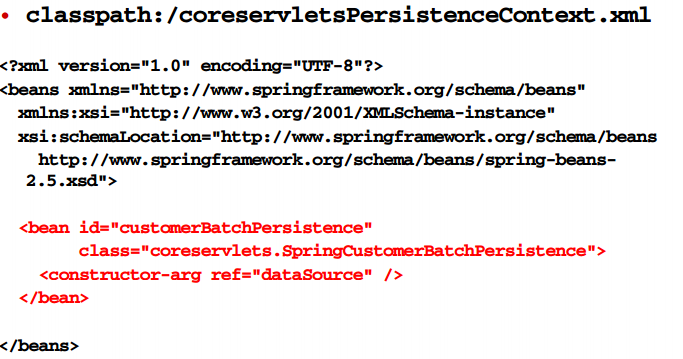 • classpath:/coreservletsPersistenceContext.xml
<?xml version="1.0" encoding="UTF-8"?>
<beans xmlns="http://www.springframework.org/schema/beans"
xmlns:xsi="http://www.w3.org/2001/XMLSchema-instance"
xsi:schemaLocation="http://www.springframework.org/schema/beans
http://www.springframework.org/schema/beans/spring-beans-
2.5.xsd">
<bean id="customerBatchPersistence"
class="coreservlets.SpringCustomerBatchPersistence">
<constructor-arg ref="dataSource" />
</bean>
</beans>